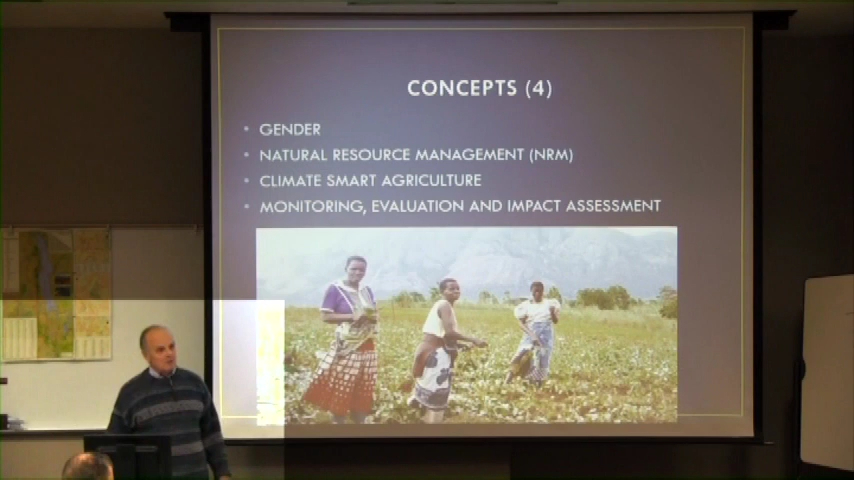 CONCEPTS (4)
• GENDER
• NATURAL RESOURCE MANAGEMENT (NRM)
• CLIMATE SMART AGRICULTURE
• MONITORING, EVALUATION AND IMPACT ASSESSMENT